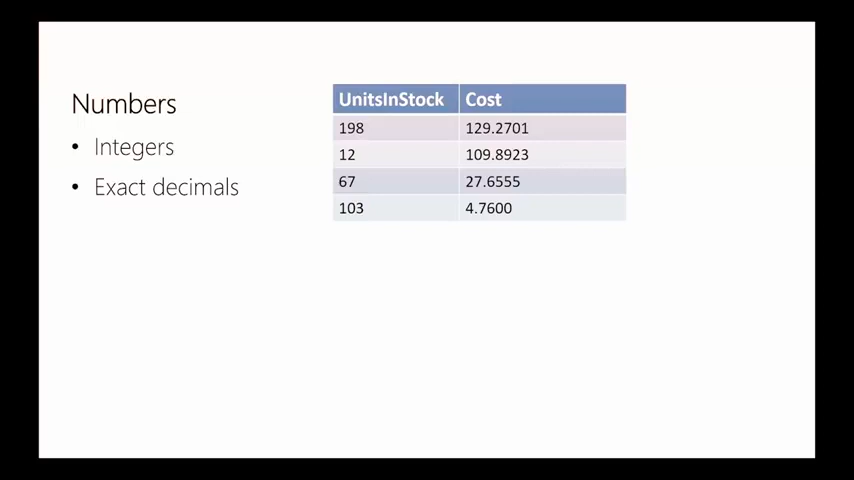 Numbers
• Integers
• Exact decimals
UnitsInStock Cost
198 129.2701
12 109.8923
67 27.6555
103 4.7600